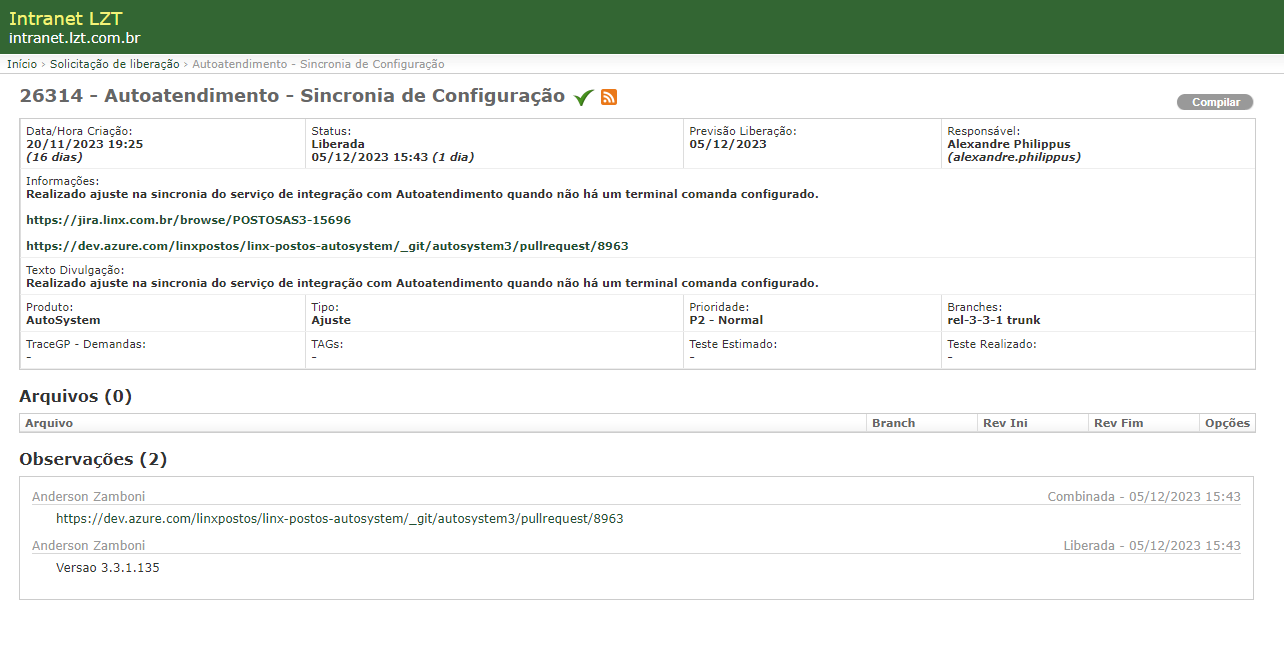 Intranet LZT
intranet.lzt.com.br
Início › Solicitação de liberação › Autoatendimento - Sincronia de Configuração
26314 - Autoatendimento - Sincronia de Configuração
Compilar
Data/Hora Criação:
20/11/2023 19:25
(16 dias)
Status:
Liberada
05/12/2023 15:43 (1 dia)
Previsão Liberação:
05/12/2023
Responsável:
Alexandre Philippus
(alexandre.philippus)
Informações:
Realizado ajuste na sincronia do serviço de integração com Autoatendimento quando não há um terminal comanda configurado.
https://jira.linx.com.br/browse/POSTOSAS3-15696
https://dev.azure.com/linxpostos/linx-postos-autosystem/_git/autosystem3/pullrequest/8963
Texto Divulgação:
Realizado ajuste na sincronia do serviço de integração com Autoatendimento quando não há um terminal comanda configurado.
Produto:
AutoSystem
Tipo:
Ajuste
Prioridade:
P2 - Normal
Branches:
rel-3-3-1 trunk
TraceGP - Demandas:
-
TAGs:
-
Teste Estimado:
-
Teste Realizado:
-
Arquivos (0)
Arquivo Branch Rev Ini Rev Fim Opções
Observações (2)
Anderson Zamboni Combinada - 05/12/2023 15:43
https://dev.azure.com/linxpostos/linx-postos-autosystem/_git/autosystem3/pullrequest/8963
Anderson Zamboni Liberada - 05/12/2023 15:43
Versao 3.3.1.135